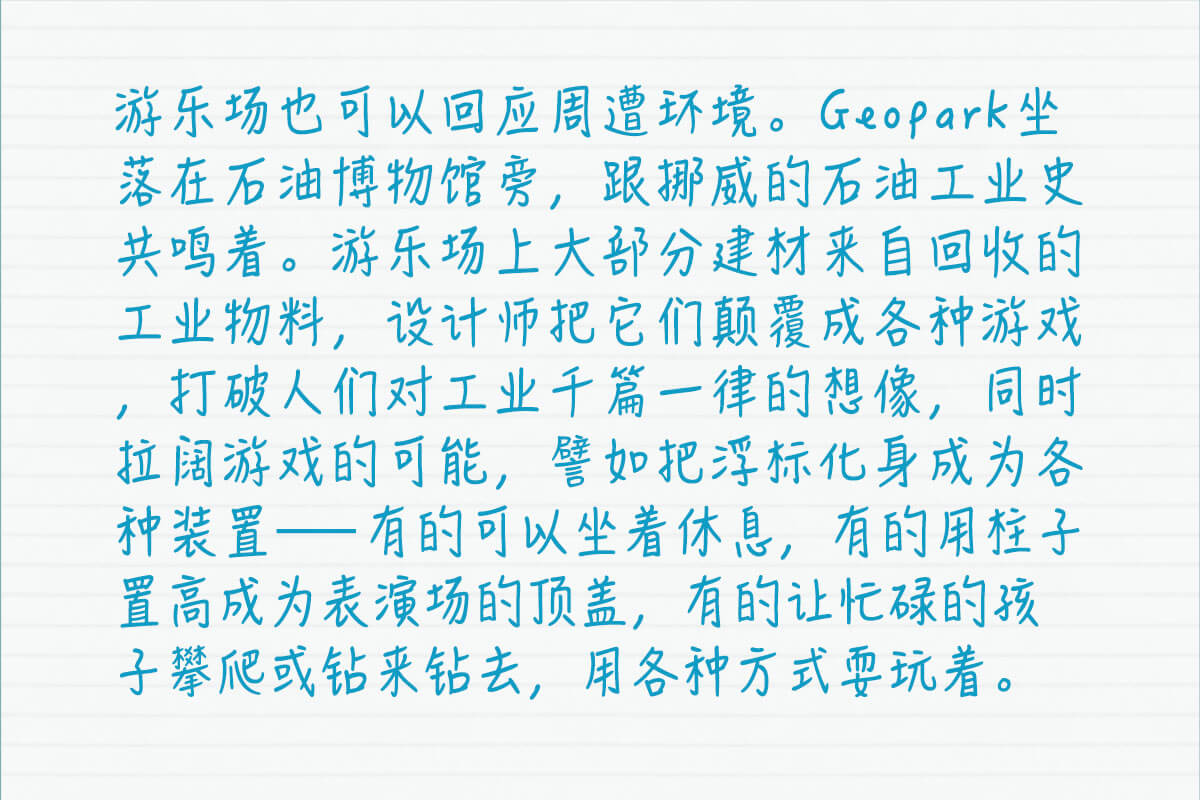 游乐场也可以回应周遭环境。Geopark坐
落在石油博物馆旁，跟挪威的石油工业史
共鸣着。游乐场上大部分建材来自回收的
工业物料，设计师把它们颠覆成各种游戏
，打破人们对工业千篇一律的想像，同时
拉阔游戏的可能，譬如把浮标化身成为各
种装置——有的可以坐着休息，有的用柱子
置高成为表演场的顶盖，有的让忙碌的孩
子攀爬或钻来钻去，用各种方式耍玩着。